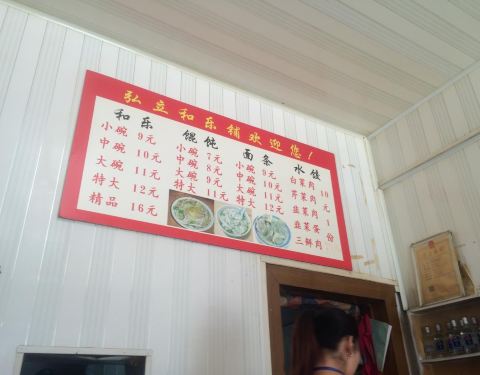 弘立和乐铺欢迎您！
和乐
小碗 9元
中碗 10元
大碗 11元
特大 12元
精品 16元
馄饨
小碗 7元
中碗 8元
大碗 9元
特大 11元
面条
小碗 9元
中碗 10元
大碗 11元
特大 12元
水饺
白菜肉
芹菜肉
韭菜肉
韭菜蛋
三鲜肉
10元1份